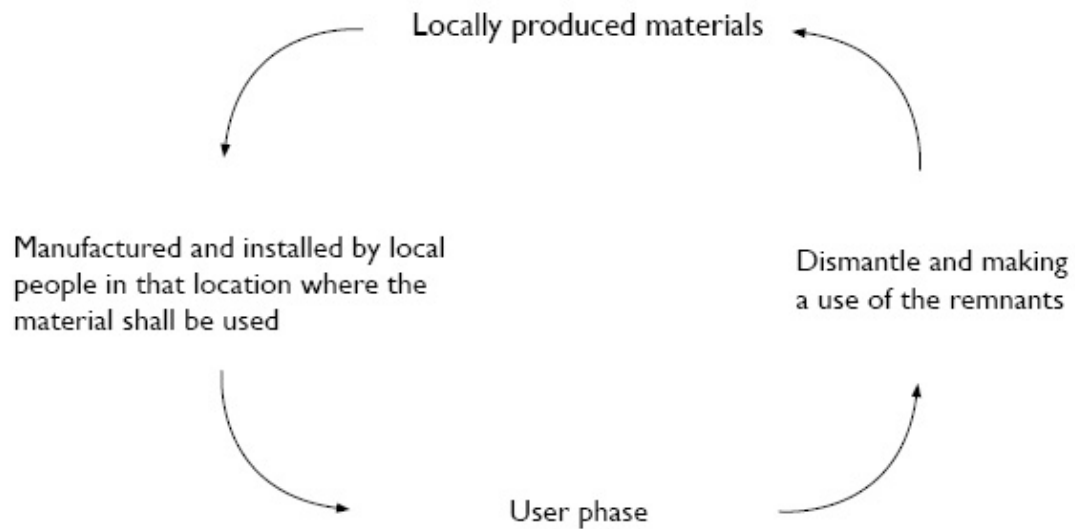 Locally produced materials
Manufactured and installed by local
people in that location where the
material shall be used
Dismantle and making
a use of the remnants
User phase